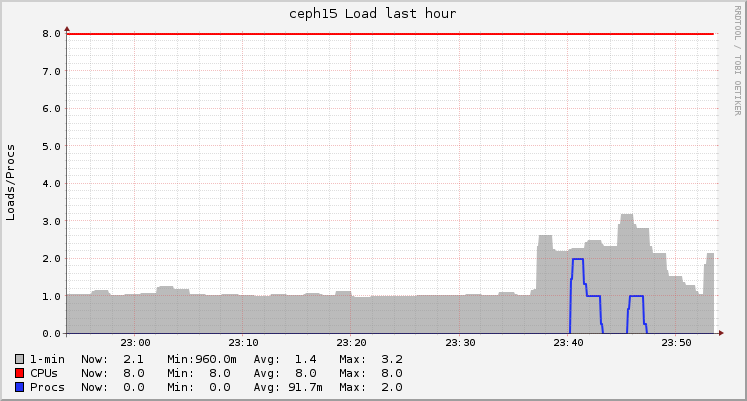 ceph15 Load last hour
RRDTOOL / TOBI OETIKER
Loads/Procs
8.0
7.0
6.0
5.0
4.0
3.0
2.0
1.0
0.0
23:00 23:10 23:20 23:30 23:40 23:50
1-min Now: 2.1 Min:960.0m Avg: 1.4 Max: 3.2
CPUs Now: 8.0 Min: 8.0 Avg: 8.0 Max: 8.0
Procs Now: 0.0 Min: 0.0 Avg: 91.7m Max: 2.0